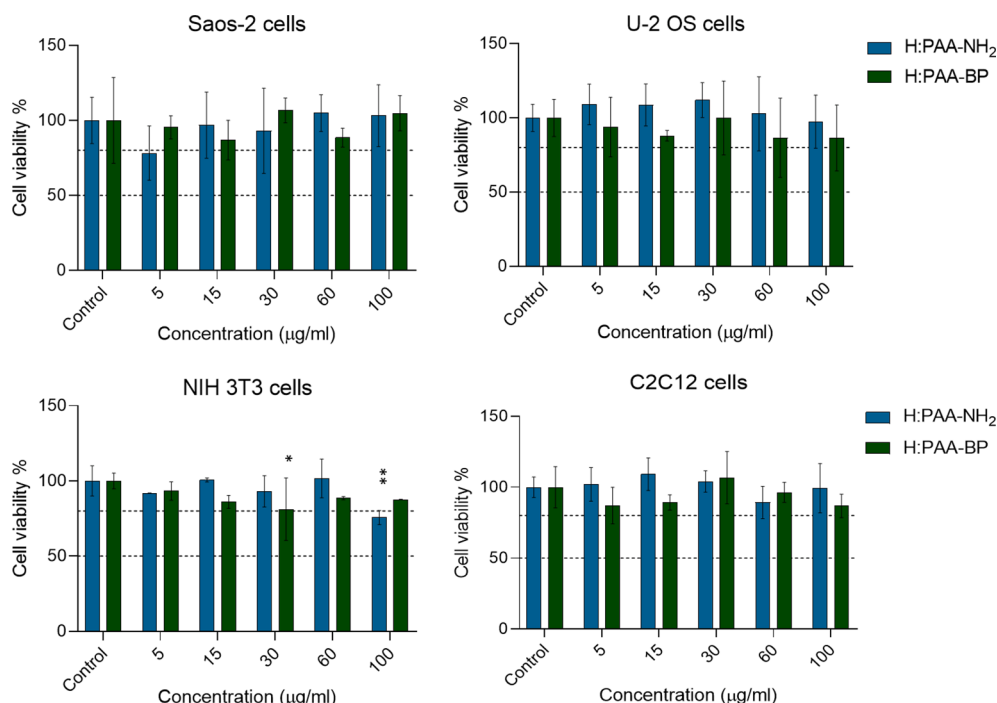 Saos-2 cells
Cell viability %
150
100
50
0
Control
5
15
30
60
100
Concentration (µg/ml)
U-2 OS cells
Cell viability %
150
100
50
0
Control
5
15
30
60
100
Concentration (µg/ml)
H:PAA-NH₂
H:PAA-BP
NIH 3T3 cells
Cell viability %
150
100
50
0
*
**
Control
5
15
30
60
100
Concentration (µg/ml)
C2C12 cells
Cell viability %
150
100
50
0
Control
5
15
30
60
100
Concentration (µg/ml)
H:PAA-NH₂
H:PAA-BP